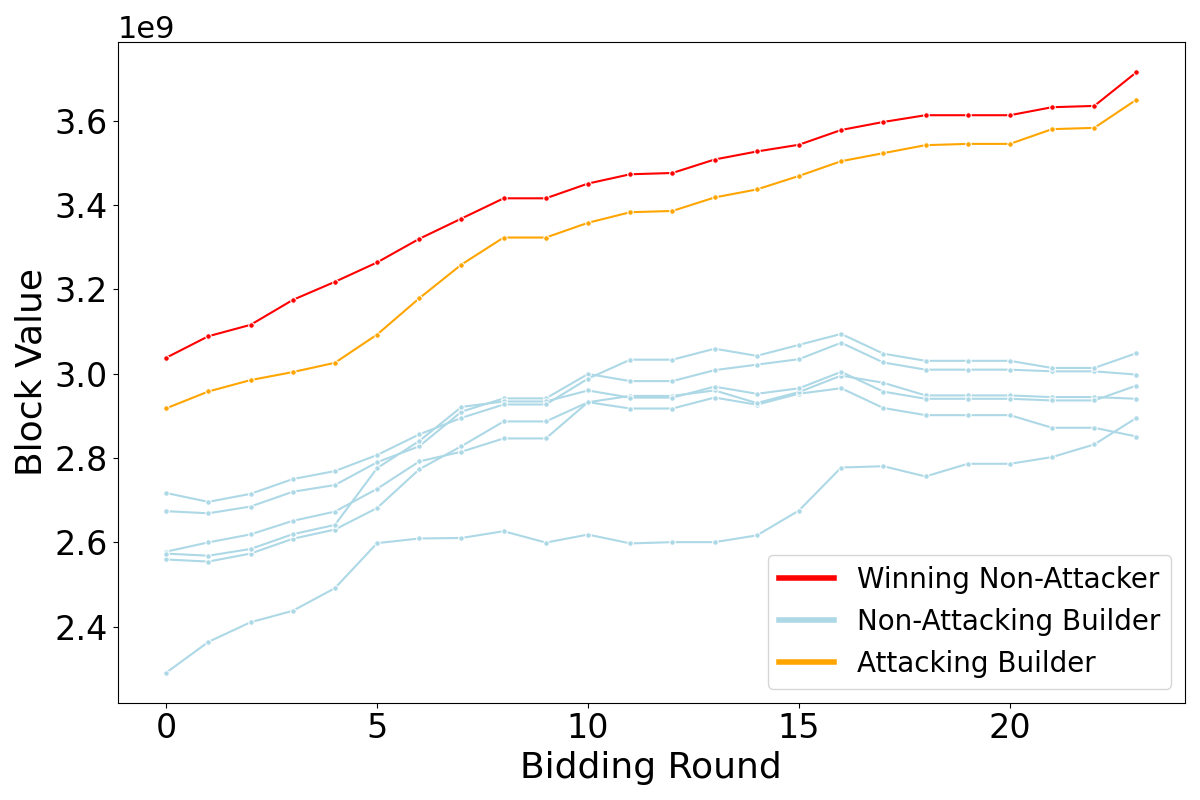 1e9
3.6
3.4
3.2
3.0
2.8
2.6
2.4
Block Value
Winning Non-Attacker
Non-Attacking Builder
Attacking Builder
0 5 10 15 20
Bidding Round